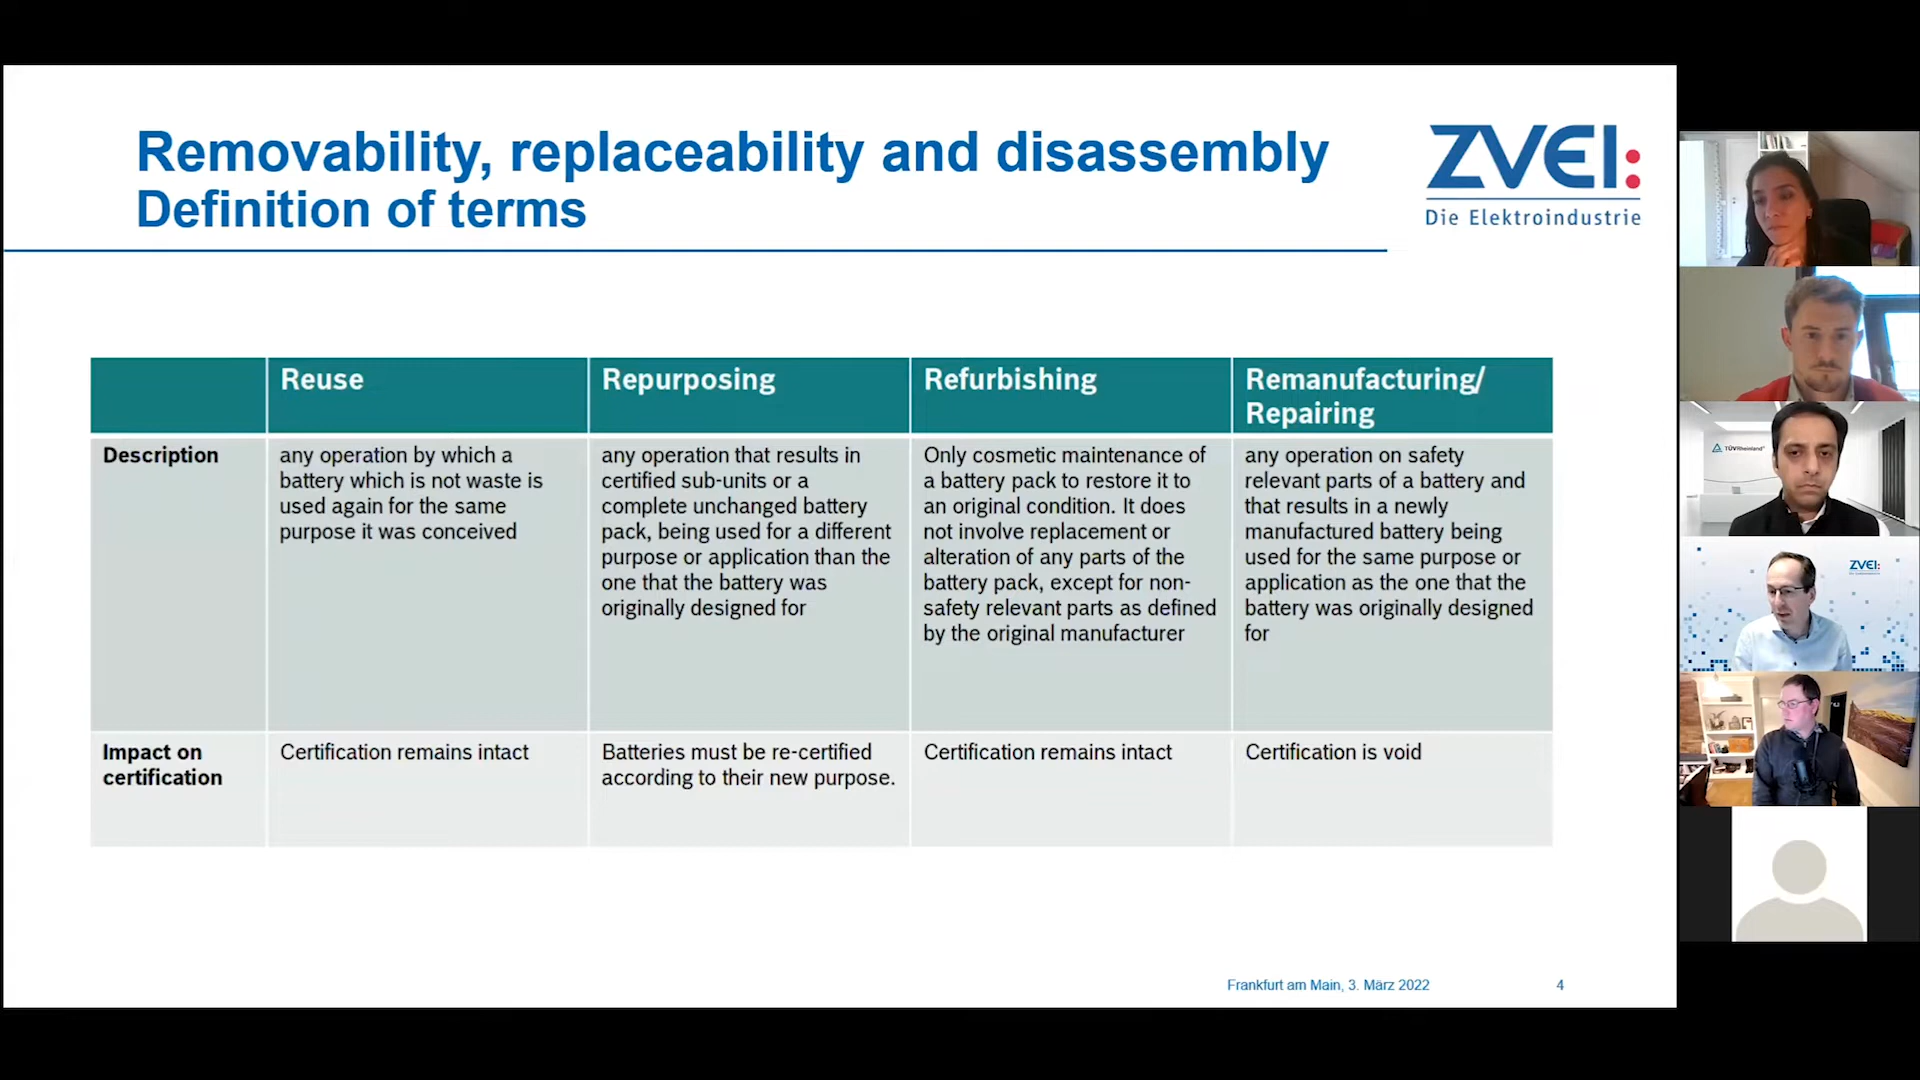 Removability, replaceability and disassembly
Definition of terms
ZVEI:
Die Elektroindustrie
Reuse
Repurposing
Refurbishing
Remanufacturing/
Repairing
Description
any operation by which a
battery which is not waste is
used again for the same
purpose it was conceived
any operation that results in
certified sub-units or a
complete unchanged battery
pack, being used for a different
purpose or application than the
one that the battery was
originally designed for
Only cosmetic maintenance of
a battery pack to restore it to
an original condition. It does
not involve replacement or
alteration of any parts of the
battery pack, except for non-
safety relevant parts as defined
by the original manufacturer
any operation on safety
relevant parts of a battery and
that results in a newly
manufactured battery being
used for the same purpose or
application as the one that the
battery was originally designed
for
Impact on
certification
Certification remains intact
Batteries must be re-certified
according to their new purpose.
Certification remains intact
Certification is void
Frankfurt am Main, 3. März 2022
4
TÜVRheinland
ZVEI: